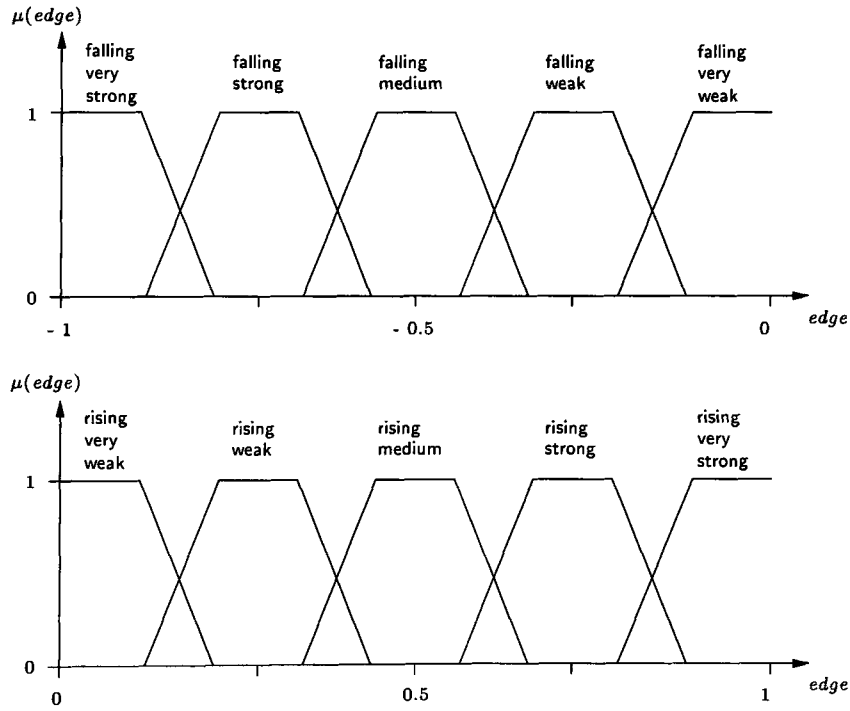 μ(edge)
falling very strong
falling strong
falling medium
falling weak
falling very weak
1
0
- 1
- 0.5
0
edge
μ(edge)
rising very weak
rising weak
rising medium
rising strong
rising very strong
1
0
0
0.5
1
edge